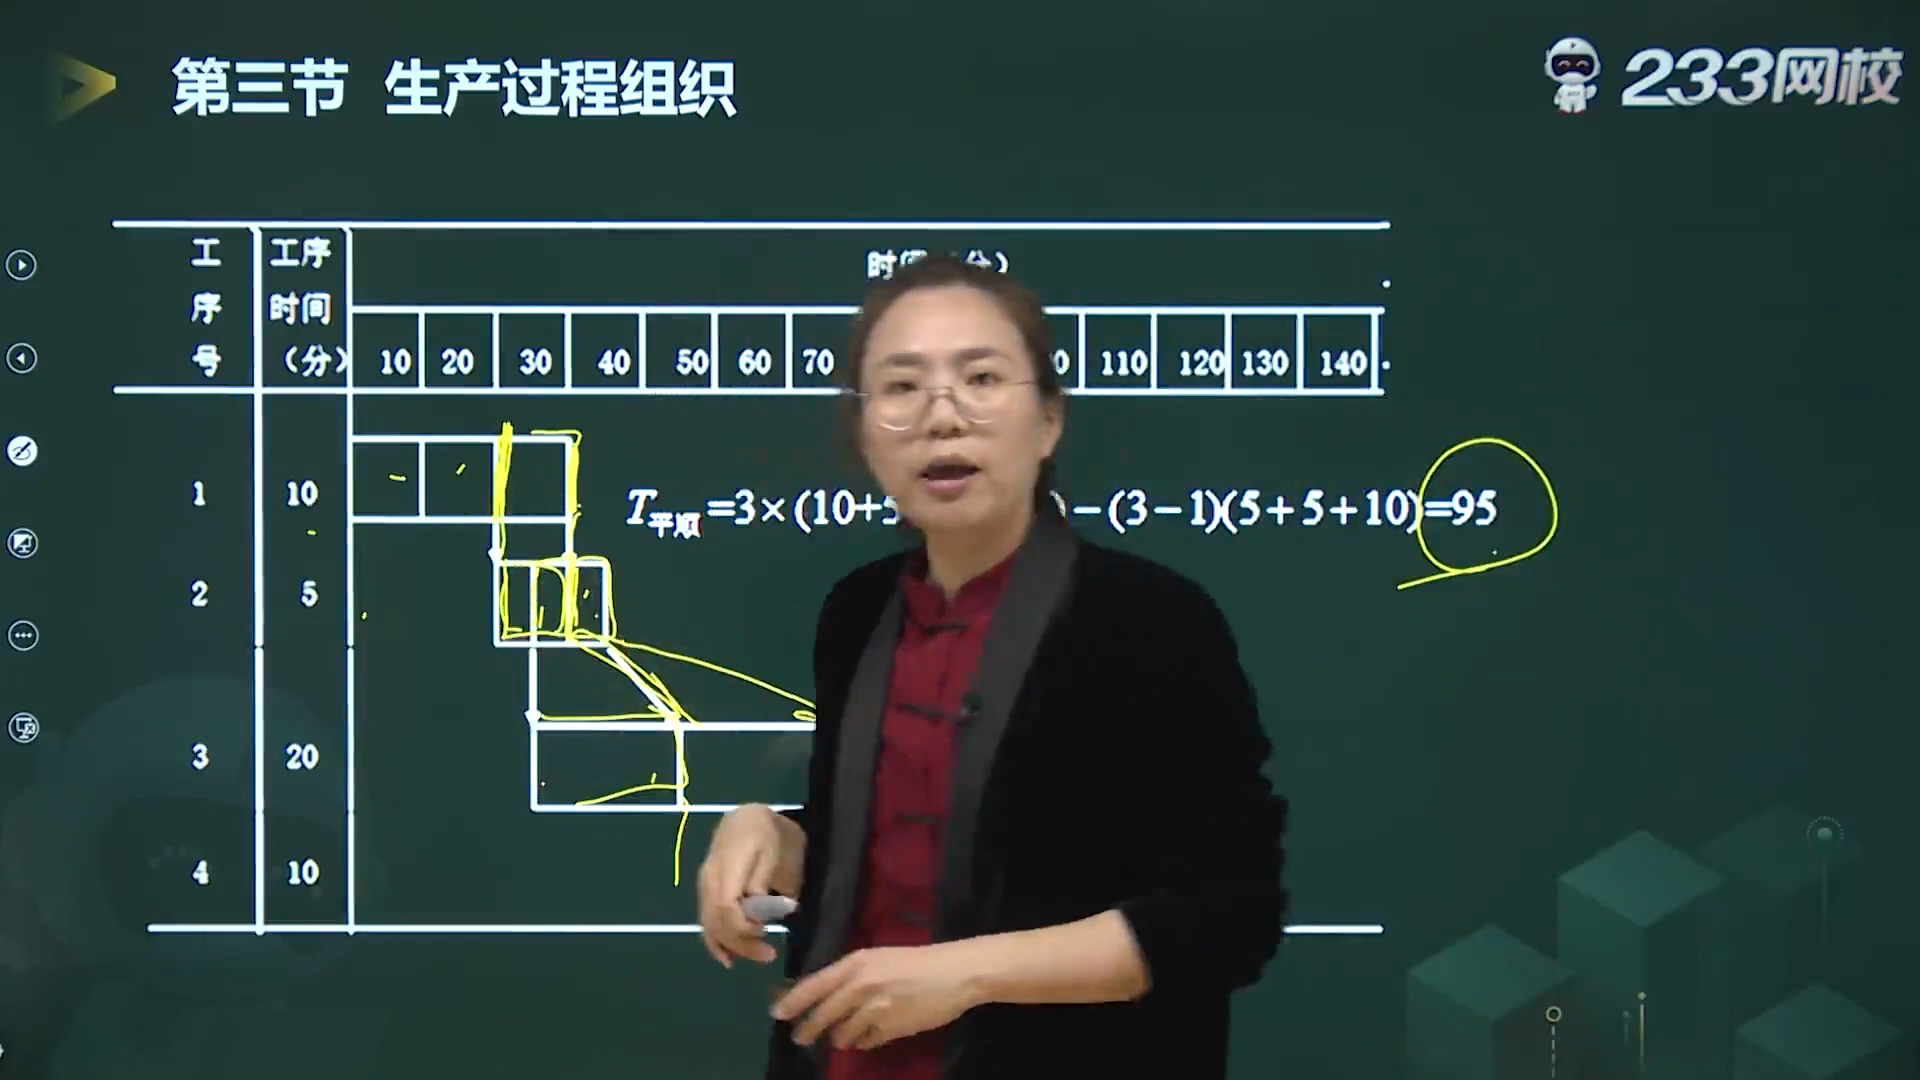 第三节 生产过程组织
233网校
工 工序 时
序 时间
号 (分) 10 20 30 40 50 60 70 110 120 130 140
1 10
T平顺=3×(10+5 )-(3-1)(5+5+10)=95
2 5
3 20
4 10